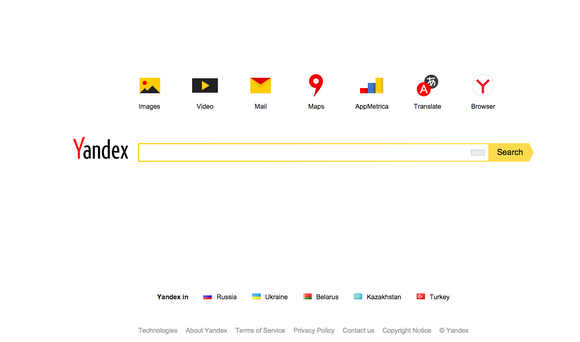 Images Video Mail Maps AppMetrica Translate Browser
Yandex Search
Yandex in Russia Ukraine Belarus Kazakhstan Turkey
Technologies About Yandex Terms of Service Privacy Policy Contact us Copyright Notice © Yandex